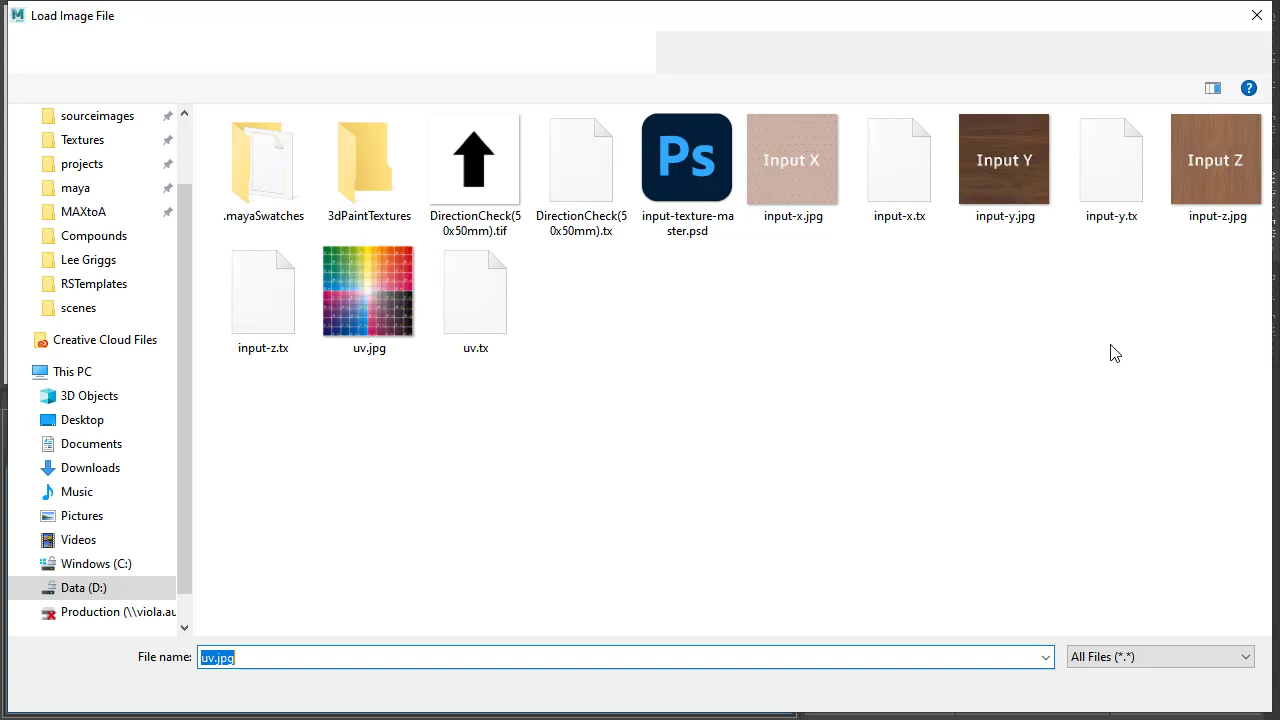 Load Image File
sourceimages
Textures
projects
maya
MAXtoA
Compounds
Lee Griggs
RSTemplates
scenes
Creative Cloud Files
This PC
3D Objects
Desktop
Documents
Downloads
Music
Pictures
Videos
Windows (C:)
Data (D:)
Production (\\viola.au
Ps
Input X
Input Y
Input Z
.mayaSwatches
3dPaintTextures
DirectionCheck(5
0x50mm).tif
DirectionCheck(5
0x50mm).tx
input-texture-ma
ster.psd
input-x.jpg
input-x.tx
input-y.jpg
input-y.tx
input-z.jpg
input-z.tx
uv.jpg
uv.tx
File name:
uv.jpg
All Files (*.*)